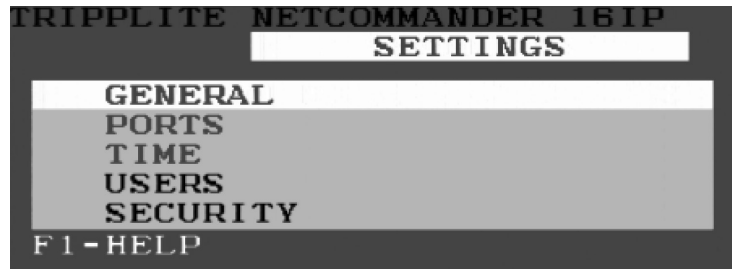 TRIPPLITE NETCOMMANDER 16IP
SETTINGS
GENERAL
PORTS
TIME
USERS
SECURITY
F1-HELP